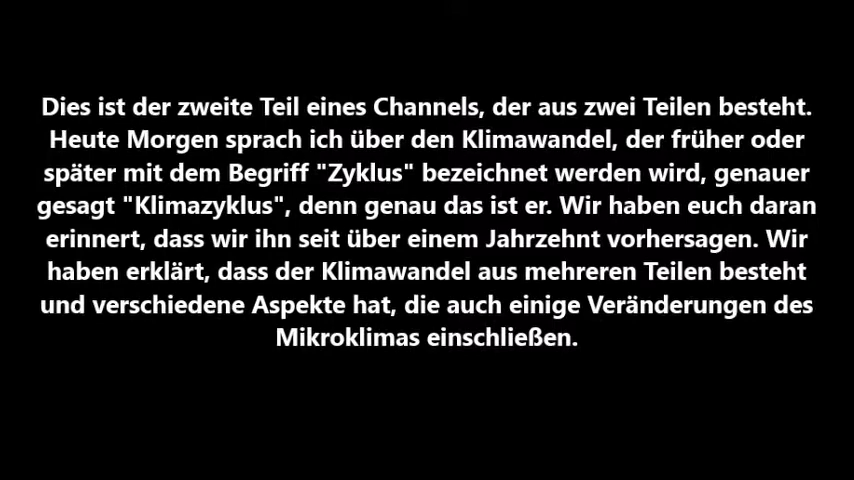 Dies ist der zweite Teil eines Channels, der aus zwei Teilen besteht.
Heute Morgen sprach ich über den Klimawandel, der früher oder
später mit dem Begriff "Zyklus" bezeichnet werden wird, genauer
gesagt "Klimazyklus", denn genau das ist er. Wir haben euch daran
erinnert, dass wir ihn seit über einem Jahrzehnt vorhersagen. Wir
haben erklärt, dass der Klimawandel aus mehreren Teilen besteht
und verschiedene Aspekte hat, die auch einige Veränderungen des
Mikroklimas einschließen.